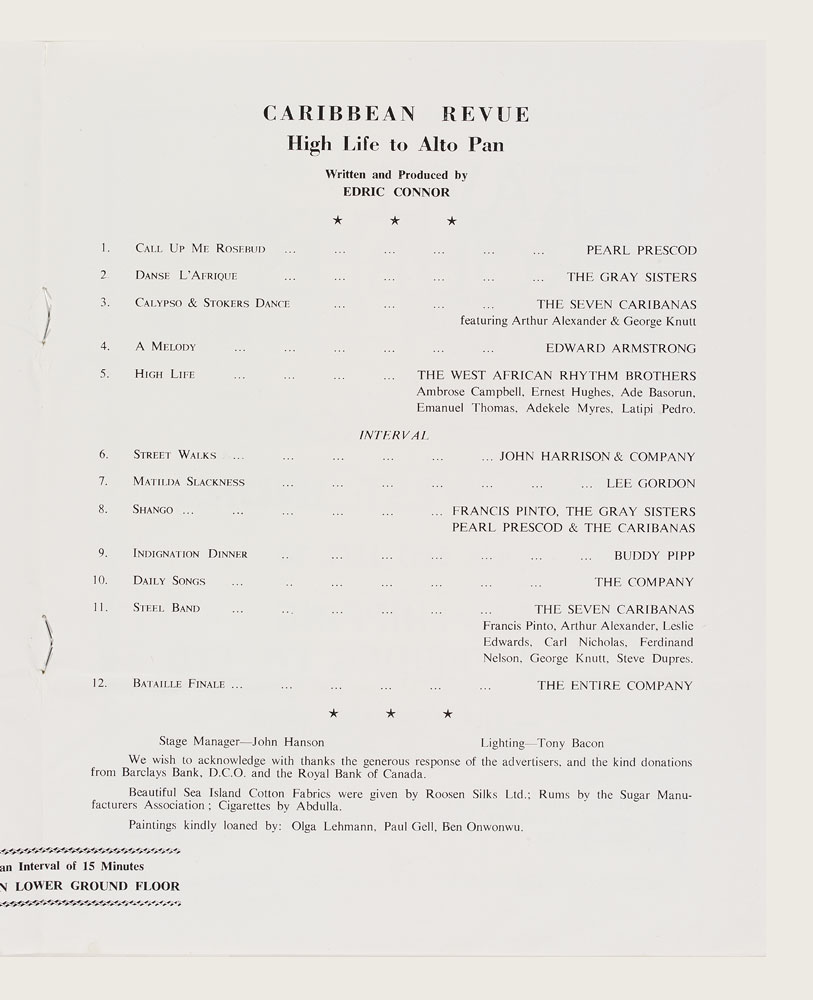 CARIBBEAN REVUE
High Life to Alto Pan
Written and Produced by
EDRIC CONNOR
★ ★ ★
1. CALL UP ME ROSEBUD ... ... ... ... ... ... PEARL PRESCOD
2 DANSE L'AFRIQUE ... ... ... ... ... ... THE GRAY SISTERS
3. CALYPSO & STOKERS DANCE ... ... ... ... THE SEVEN CARIBANAS
featuring Arthur Alexander & George Knutt
4. A MELODY ... ... ... ... ... ... EDWARD ARMSTRONG
5. HIGH LIFE ... ... ... ... THE WEST AFRICAN RHYTHM BROTHERS
Ambrose Campbell, Ernest Hughes, Ade Basorun,
Emanuel Thomas, Adekele Myres, Latipi Pedro.
INTERVAL
6. STREET WALKS ... ... ... ... ... ... JOHN HARRISON & COMPANY
7. MATILDA SLACKNESS ... ... ... ... ... ... ... LEE GORDON
8. SHANGO ... ... ... ... ... ... FRANCIS PINTO, THE GRAY SISTERS
PEARL PRESCOD & THE CARIBANAS
9. INDIGNATION DINNER .. ... ... ... ... ... ... BUDDY PIPP
10. DAILY SONGS ... .. ... ... ... ... ... THE COMPANY
11. STEEL BAND ... ... ... ... ... ... THE SEVEN CARIBANAS
Francis Pinto, Arthur Alexander, Leslie
Edwards, Carl Nicholas, Ferdinand
Nelson, George Knutt, Steve Dupres.
12. BATAILLE FINALE ... ... ... ... ... ... THE ENTIRE COMPANY
★ ★ ★
Stage Manager—John Hanson Lighting—Tony Bacon
We wish to acknowledge with thanks the generous response of the advertisers, and the kind donations
from Barclays Bank, D.C.O. and the Royal Bank of Canada.
Beautiful Sea Island Cotton Fabrics were given by Roosen Silks Ltd.; Rums by the Sugar Manu-
facturers Association ; Cigarettes by Abdulla.
Paintings kindly loaned by: Olga Lehmann, Paul Gell, Ben Onwonwu.
an Interval of 15 Minutes
N LOWER GROUND FLOOR